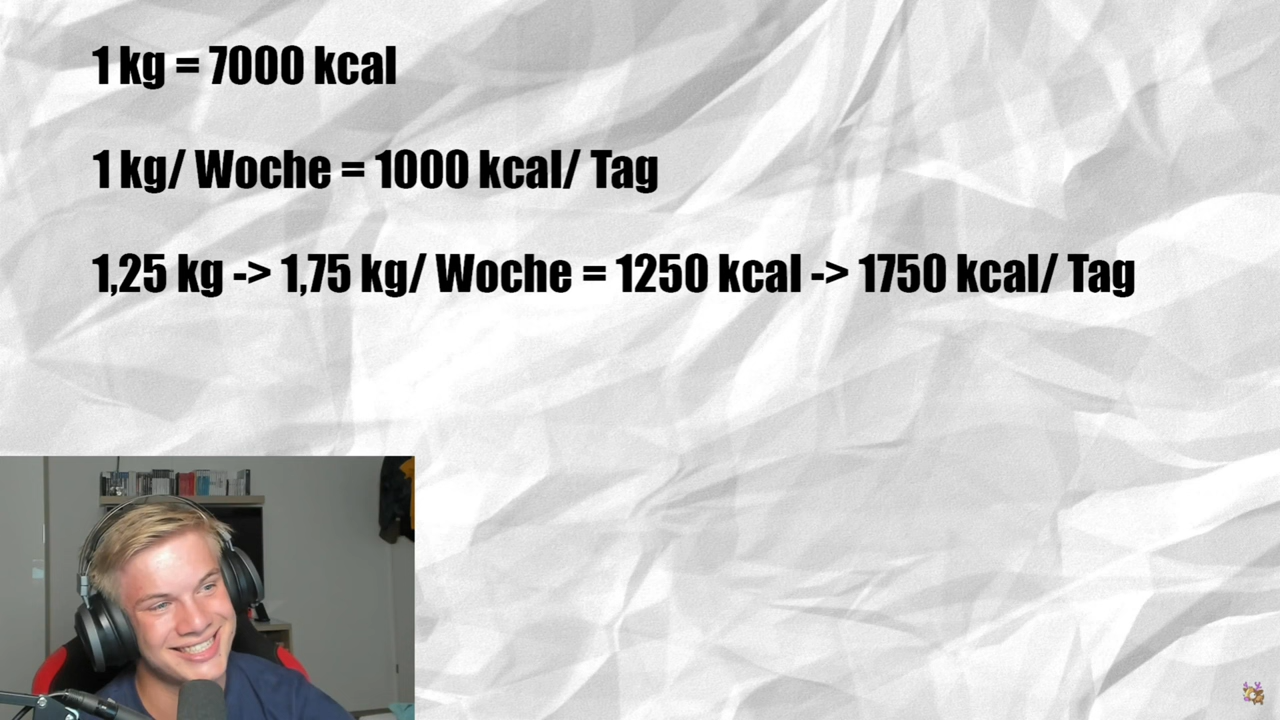 1 kg = 7000 kcal
1 kg/ Woche = 1000 kcal/ Tag
1,25 kg -> 1,75 kg/ Woche = 1250 kcal -> 1750 kcal/ Tag